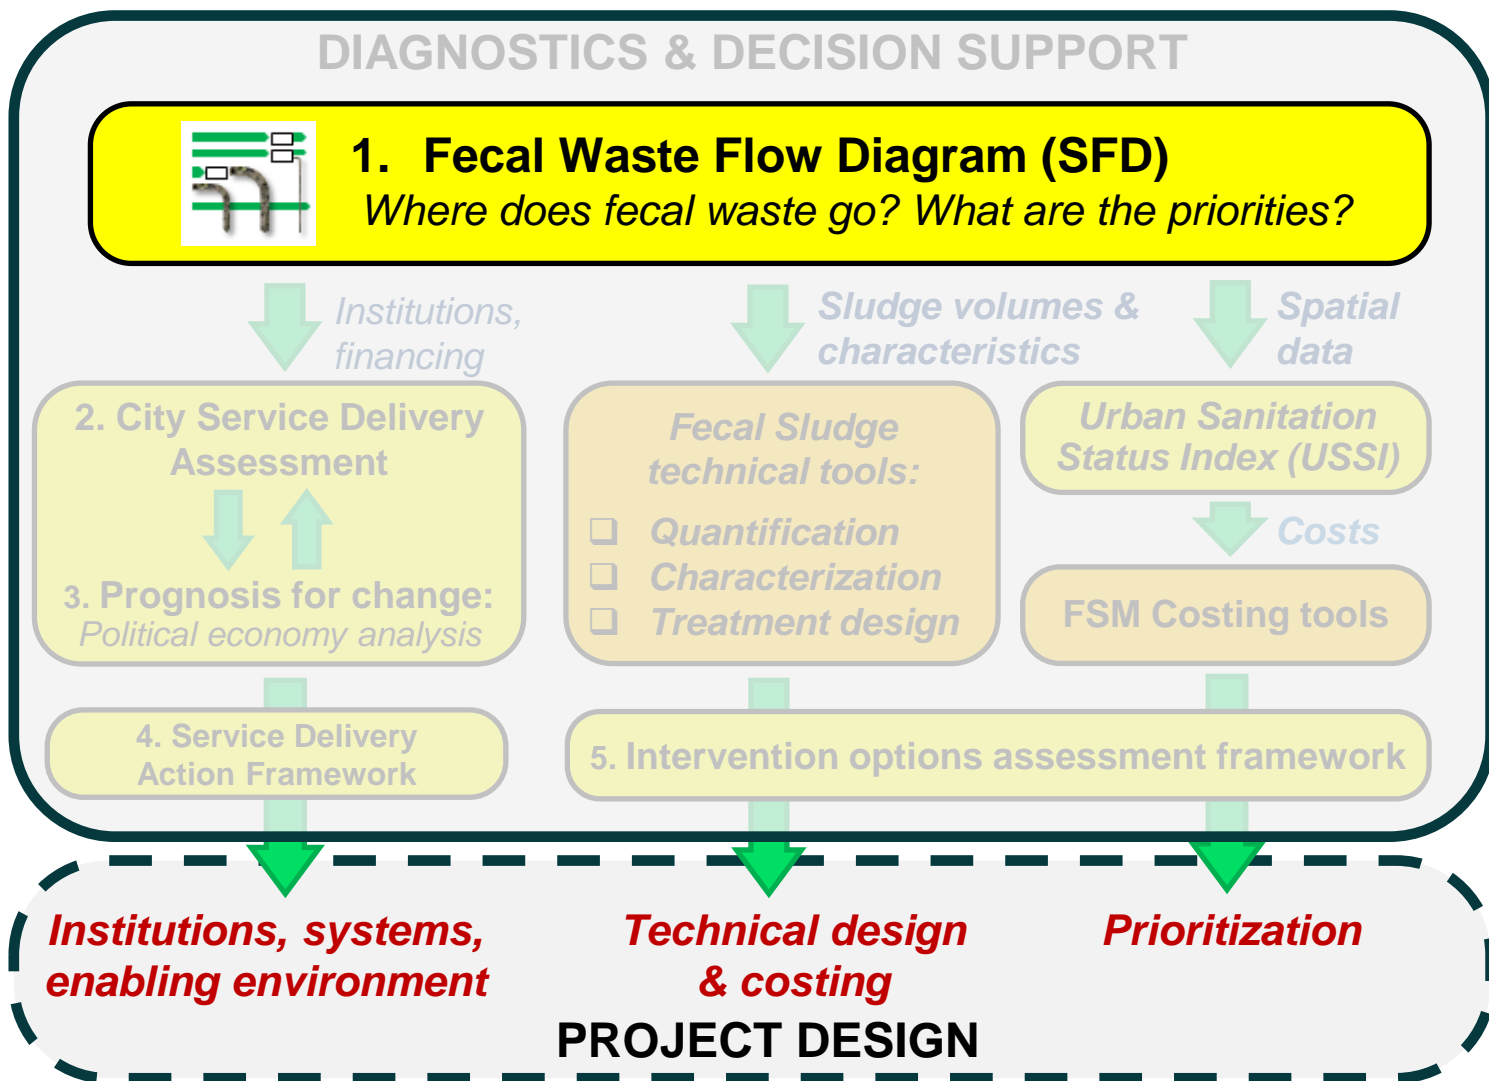 DIAGNOSTICS & DECISION SUPPORT
1. Fecal Waste Flow Diagram (SFD)
Where does fecal waste go? What are the priorities?
Institutions,
financing
Sludge volumes &
characteristics
Spatial
data
2. City Service Delivery
Assessment
3. Prognosis for change:
Political economy analysis
Fecal Sludge
technical tools:
❑ Quantification
❑ Characterization
❑ Treatment design
Urban Sanitation
Status Index (USSI)
Costs
FSM Costing tools
4. Service Delivery
Action Framework
5. Intervention options assessment framework
Institutions, systems,
enabling environment
Technical design
& costing
Prioritization
PROJECT DESIGN